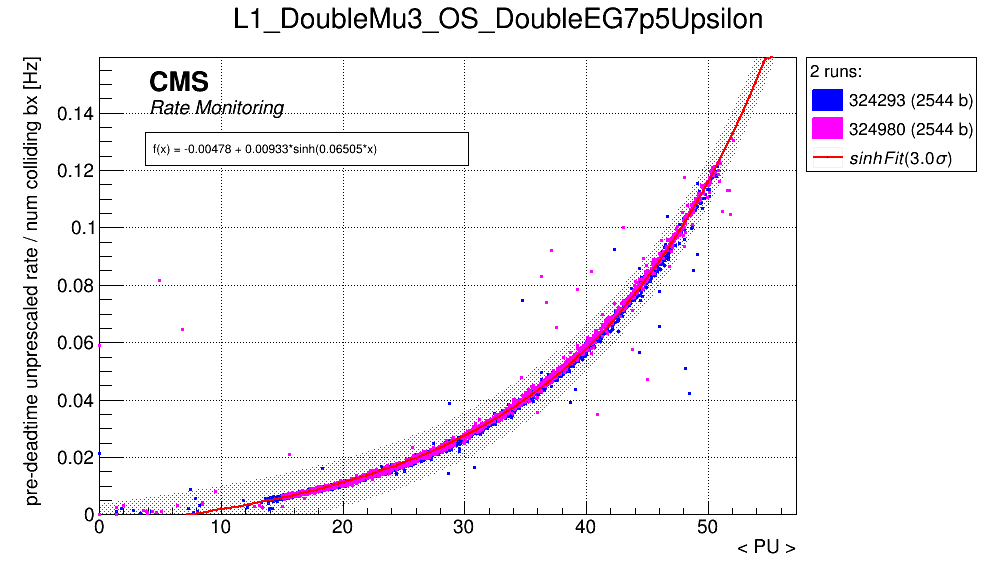 L1_DoubleMu3_OS_DoubleEG7p5Upsilon
pre-deadtime unprescaled rate / num colliding bx [Hz]
CMS
Rate Monitoring
f(x) = -0.00478 + 0.00933*sinh(0.06505*x)
2 runs:
324293 (2544 b)
324980 (2544 b)
sinhFit(3.0σ)
0.14
0.12
0.1
0.08
0.06
0.04
0.02
0
0 10 20 30 40 50
< PU >